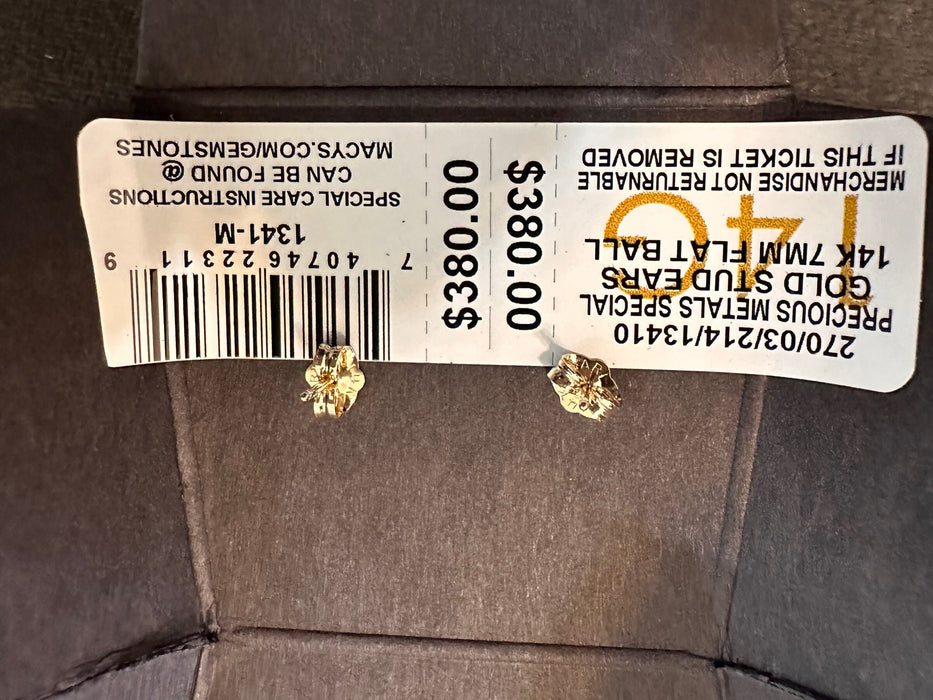 270/03/214/13410
PRECIOUS METALS SPECIAL
GOLD STUD EARS
14K 7MM FLAT BALL
14G
MERCHANDISE NOT RETURNABLE
IF THIS TICKET IS REMOVED
$380.00
$380.00
7 40746 22311 9
1341-M
SPECIAL CARE INSTRUCTIONS
CAN BE FOUND @
MACYS.COM/GEMSTONES